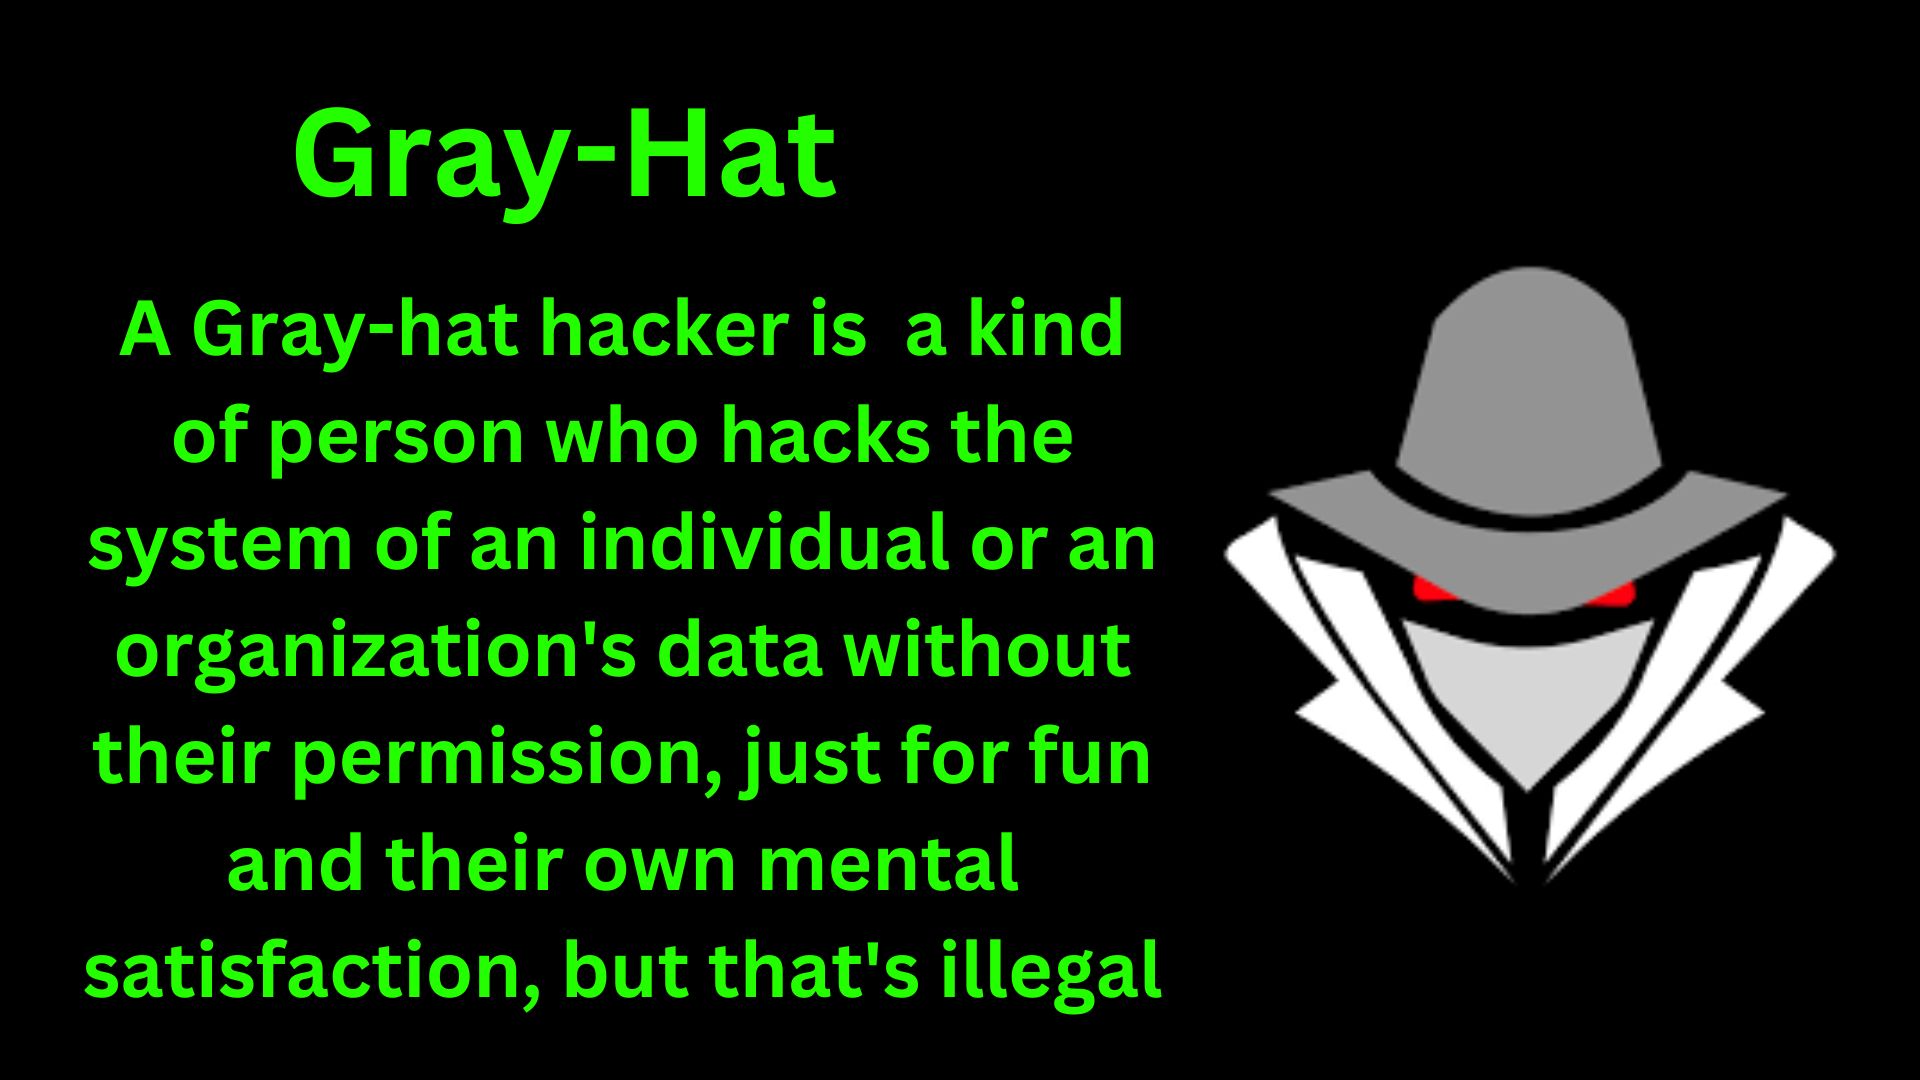 Gray-Hat
A Gray-hat hacker is  a kind
of person who hacks the
system of an individual or an
organization's data without
their permission, just for fun
and their own mental
satisfaction, but that's illegal